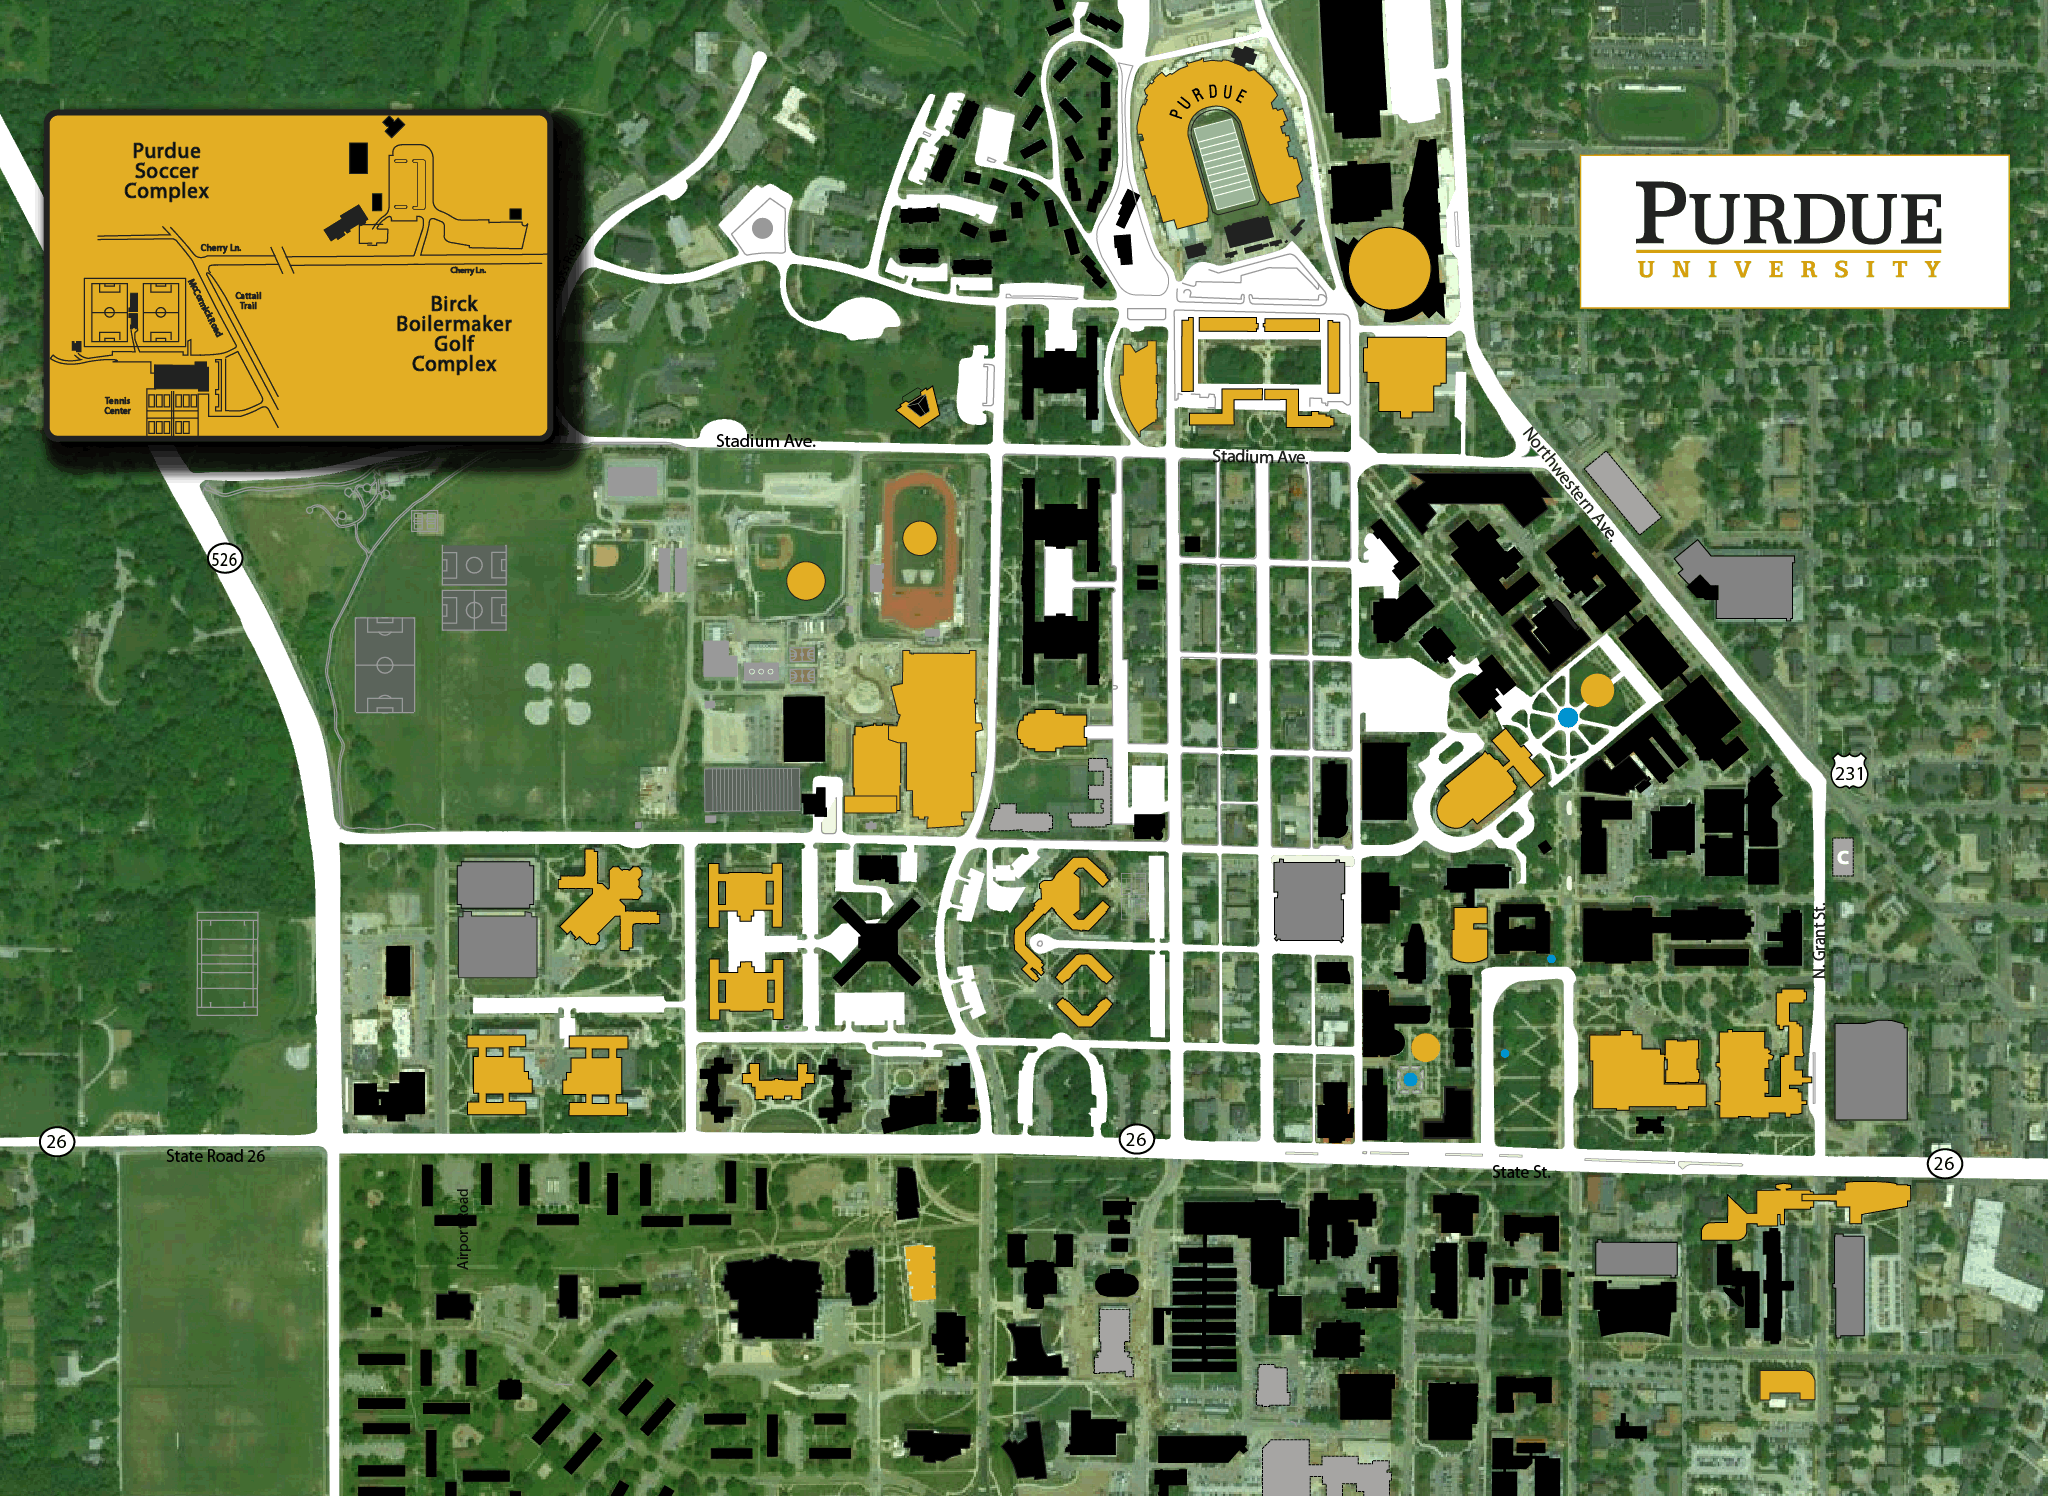 PURDUE
Purdue
Soccer
Complex
Cherry Ln.
Cherry Ln.
McCormick Road
Cattail
Trail
Birck
Boilermaker
Golf
Complex
Tennis
Center
PURDUE
UNIVERSITY
Stadium Ave.
Stadium Ave.
Northwestern Ave.
526
231
C
N. Grant St.
26
State Road 26
26
State St.
26
Airport Road